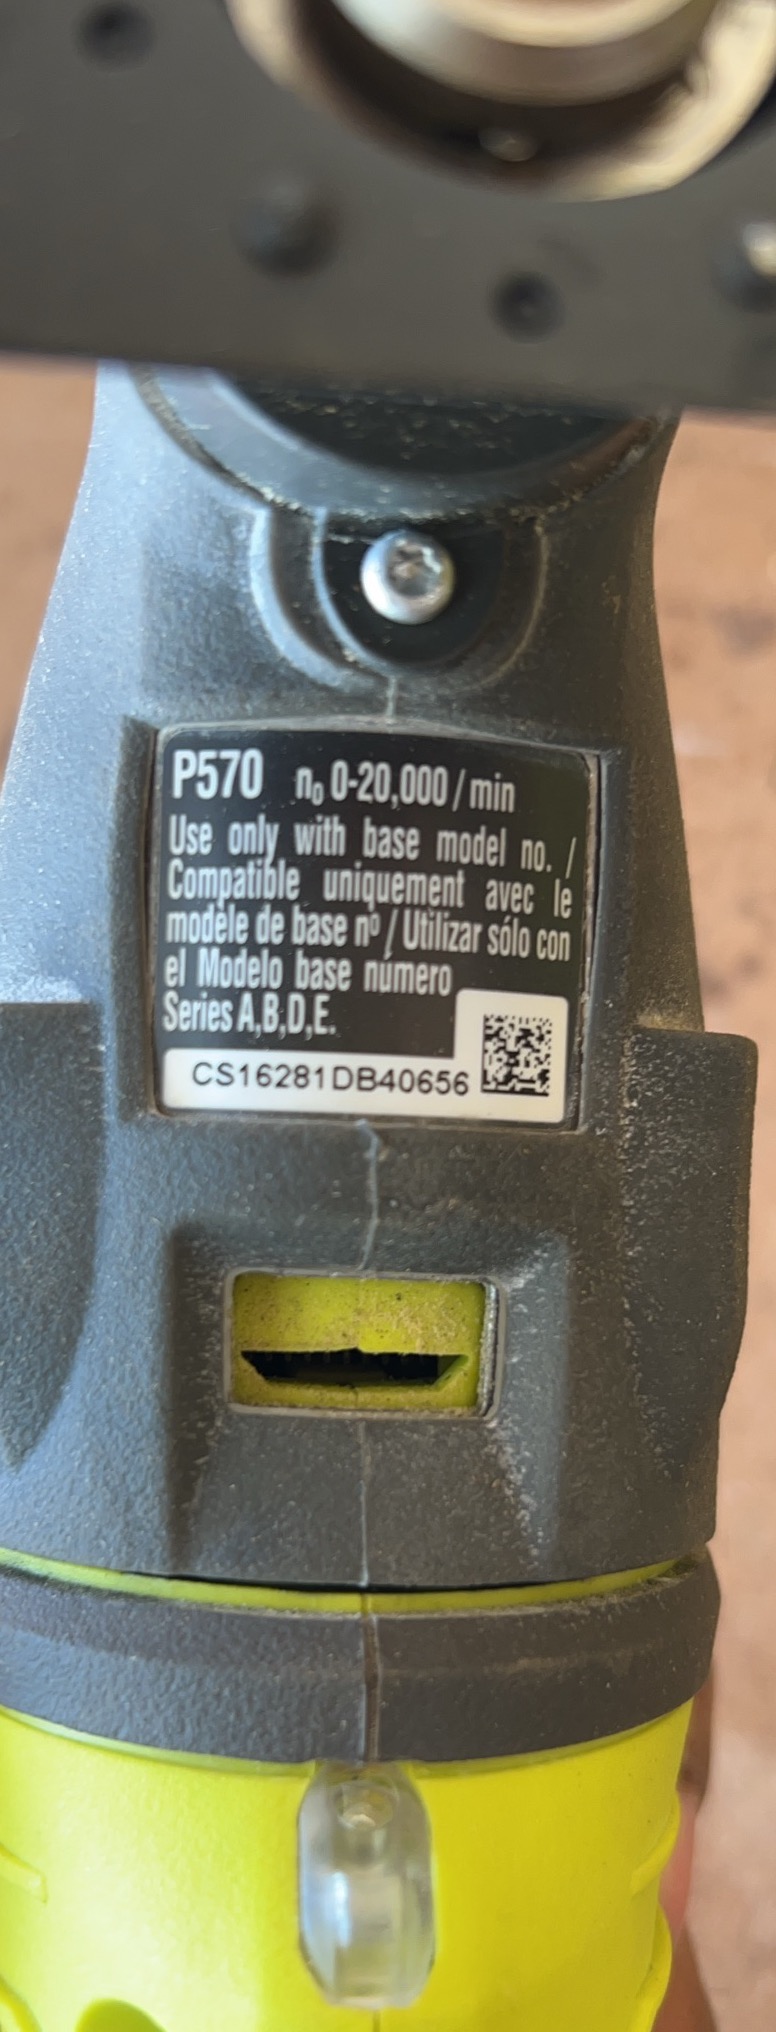 P570 n₀ 0-20,000 / min
Use only with base model no. /
Compatible uniquement avec le
modèle de base nº / Utilizar sólo con
el Modelo base número
Series A,B,D,E.
CS16281DB40656